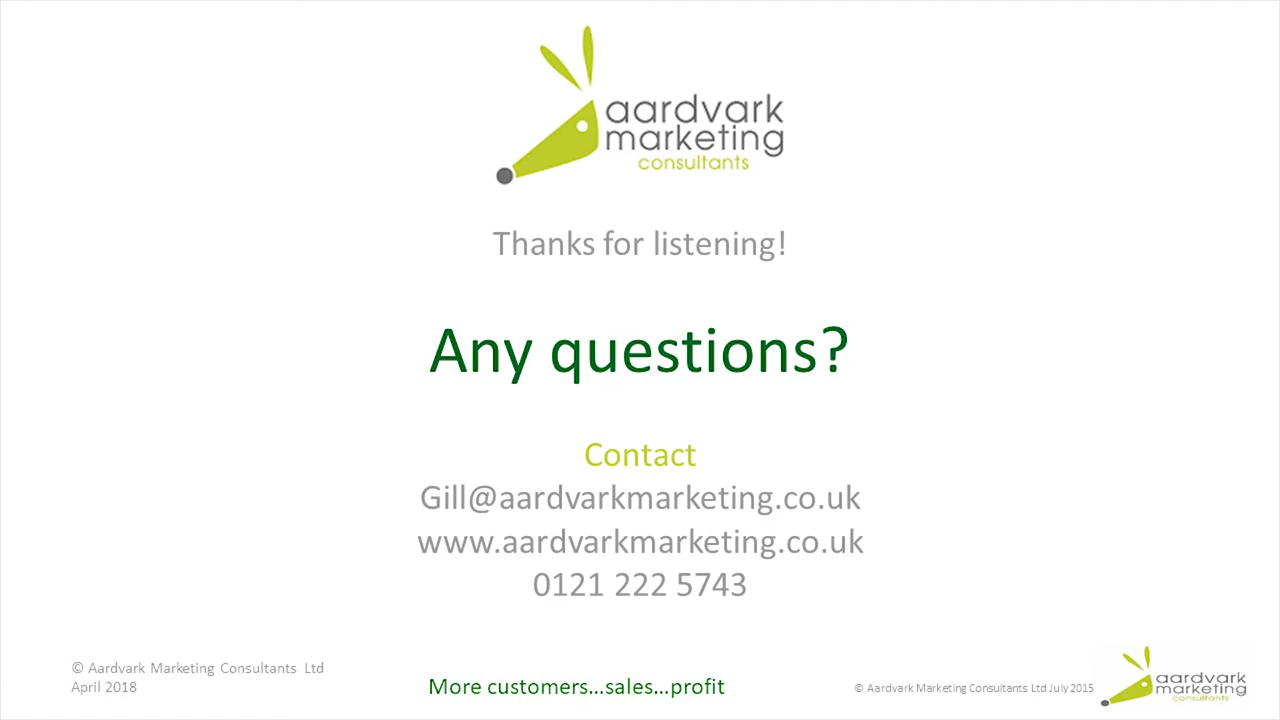 aardvark
marketing
consultants
Thanks for listening!
Any questions?
Contact
Gill@aardvarkmarketing.co.uk
www.aardvarkmarketing.co.uk
0121 222 5743
© Aardvark Marketing Consultants Ltd
April 2018
More customers...sales...profit
© Aardvark Marketing Consultants Ltd July 2015
aardvark
marketing
consultants